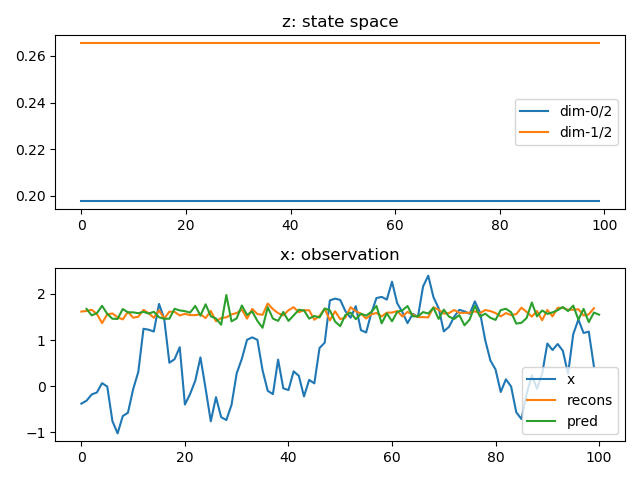 z: state space
0.26
0.24
0.22
0.20
dim-0/2
dim-1/2
0 20 40 60 80 100
x: observation
2
1
0
−1
x
recons
pred
0 20 40 60 80 100